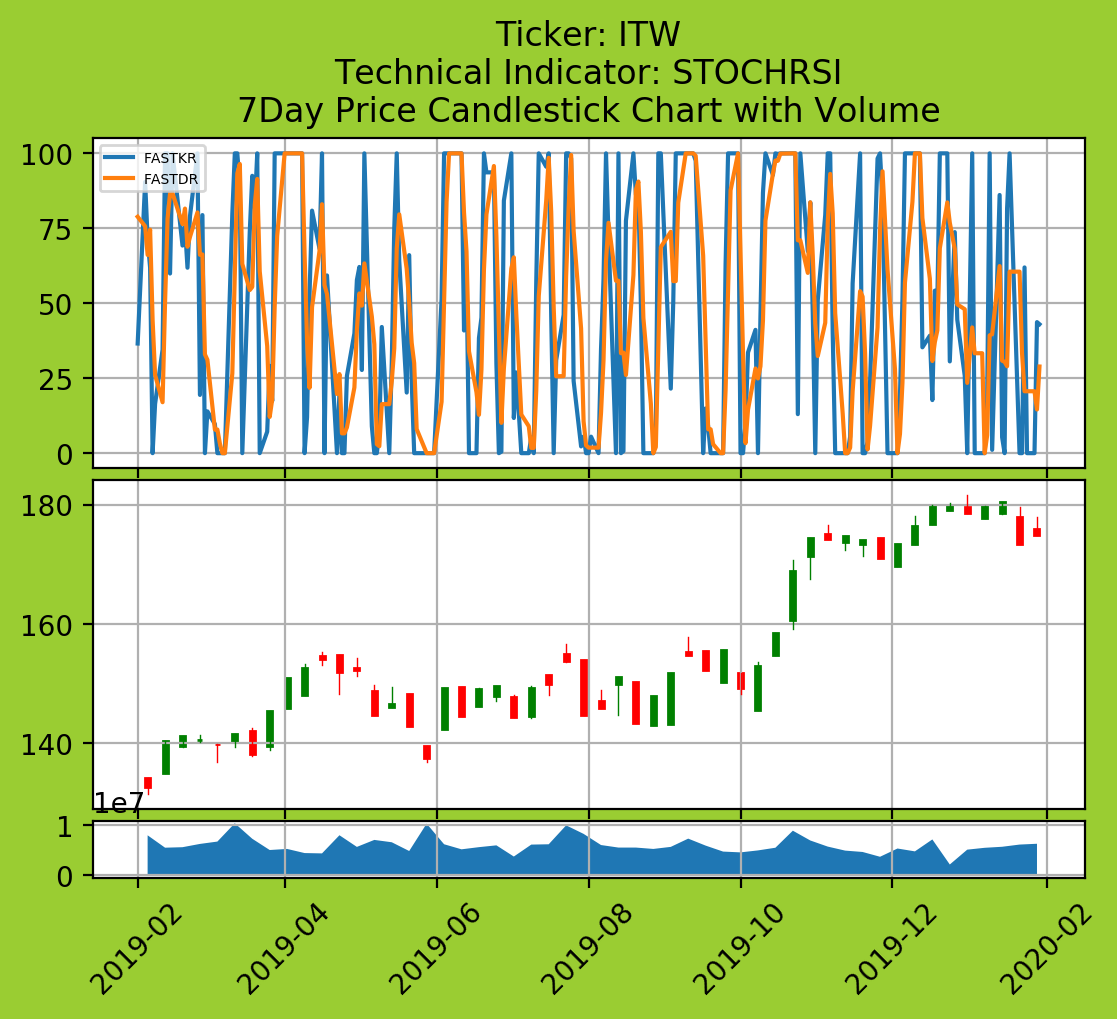 Ticker: ITW
Technical Indicator: STOCHRSI
7Day Price Candlestick Chart with Volume
FASTKR
FASTDR
100
75
50
25
0
180
160
140
1e7
1
0
2019-02
2019-04
2019-06
2019-08
2019-10
2019-12
2020-02